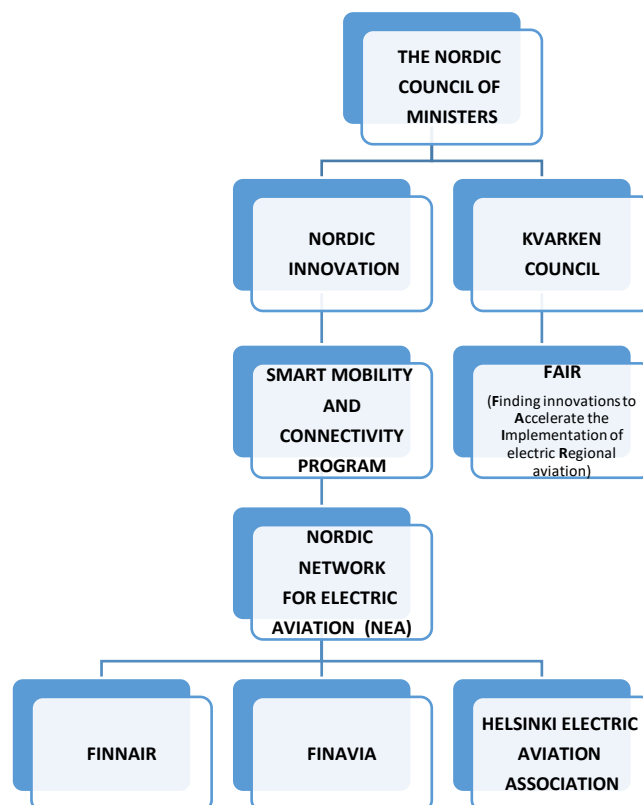 THE NORDIC
COUNCIL OF
MINISTERS
NORDIC
INNOVATION
KVARKEN
COUNCIL
SMART MOBILITY
AND
CONNECTIVITY
PROGRAM
FAIR
(Finding innovations to
Accelerate the
Implementation of
electric Regional
aviation)
NORDIC
NETWORK
FOR ELECTRIC
AVIATION (NEA)
FINNAIR
FINAVIA
HELSINKI ELECTRIC
AVIATION
ASSOCIATION